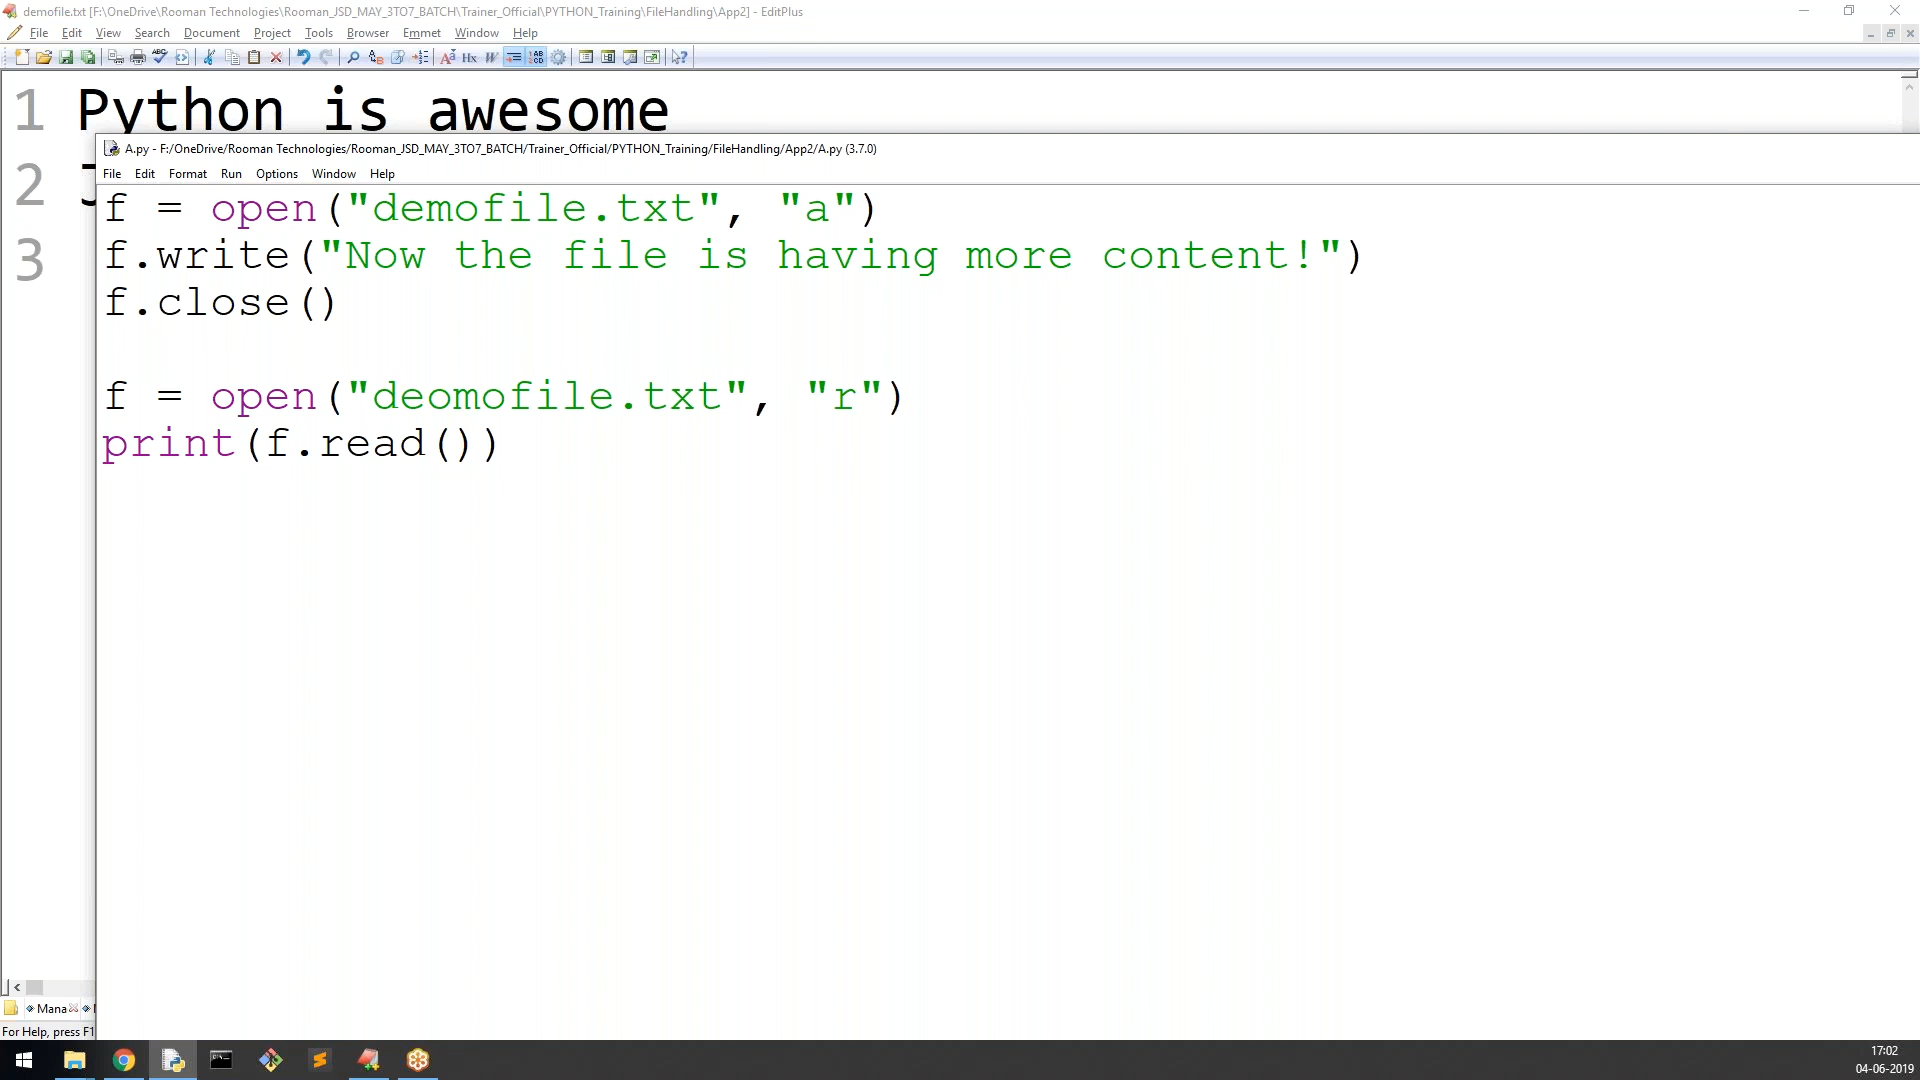 demofile.txt [F:\OneDrive\Rooman Technologies\Rooman_JSD_MAY_3TO7_BATCH\Trainer_Official\PYTHON_Training\FileHandling\App2] - EditPlus
File Edit View Search Document Project Tools Browser Emmet Window Help
1 Python is awesome
2
3
A.py - F:/OneDrive/Rooman Technologies/Rooman_JSD_MAY_3TO7_BATCH/Trainer_Official/PYTHON_Training/FileHandling/App2/A.py (3.7.0)
File Edit Format Run Options Window Help
f = open("demofile.txt", "a")
f.write("Now the file is having more content!")
f.close()
f = open("deomofile.txt", "r")
print(f.read())
Mana
For Help, press F1
17:02
04-06-2019